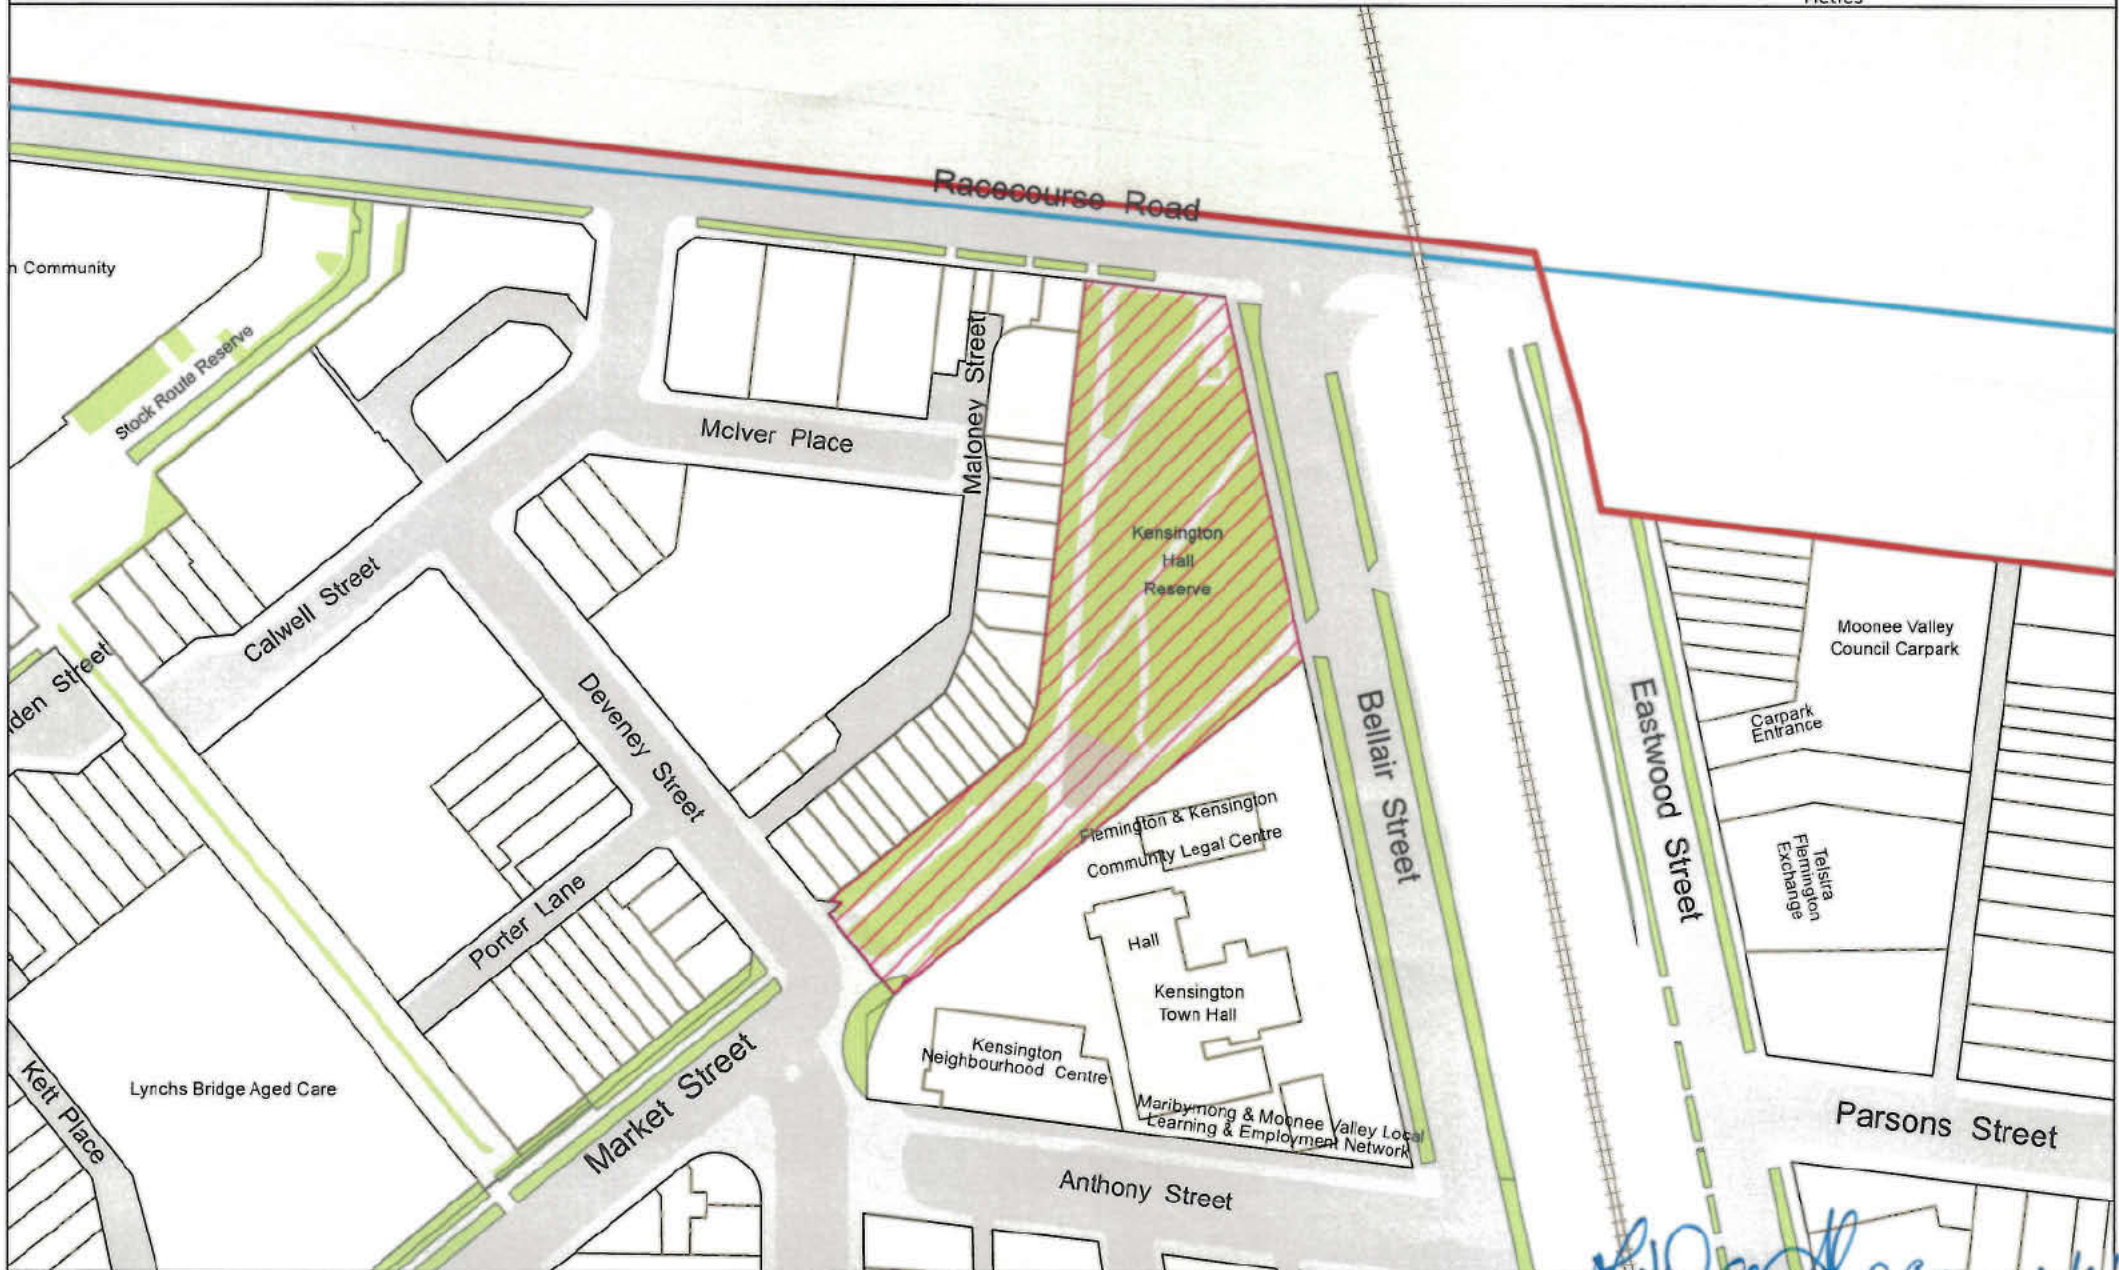 Racecourse Road
n Community
Stock Route Reserve
McIver Place
Maloney Street
Kensington
Hall
Reserve
Calwell Street
Moonee Valley
Council Carpark
den Street
Deveney Street
Bellair Street
Eastwood Street
Carpark
Entrance
Flemington & Kensington
Community Legal Centre
Telstra
Flemington
Exchange
Porter Lane
Hall
Kensington
Town Hall
Kensington
Neighbourhood Centre
Market Street
Kett Place
Lynchs Bridge Aged Care
Maribyrnong & Moonee Valley Local
Learning & Employment Network
Parsons Street
Anthony Street